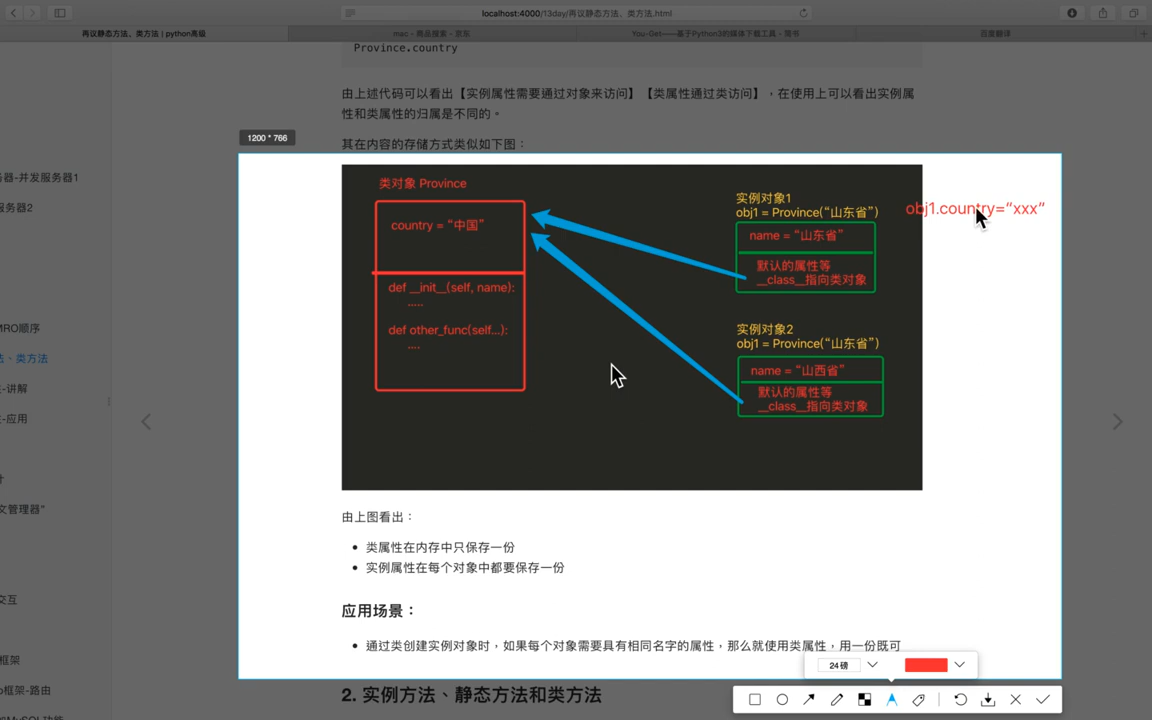 localhost:4000/13day/再议静态方法、类方法.html
再议静态方法、类方法 | python高级
mac - 商品搜索 - 京东
You-Get——基于Python3的媒体下载工具 - 简书
百度翻译
Province.country
由上述代码可以看出【实例属性需要通过对象来访问】【类属性通过类访问】，在使用上可以看出实例属
性和类属性的归属是不同的。
其在内容的存储方式类似如下图：
1200 * 766
务器-并发服务器1
服务器2
MRO顺序
法、类方法
-讲解
-应用
文管理器"
交互
框架
框架-路由
类对象 Province
country = “中国”
def __init__(self, name):
.....
def other_func(self...):
....
实例对象1
obj1 = Province(“山东省”)
name = “山东省”
默认的属性等
__class__指向类对象
obj1.country=“xxx”
实例对象2
obj1 = Province(“山东省”)
name = “山西省”
默认的属性等
__class__指向类对象
由上图看出：
类属性在内存中只保存一份
实例属性在每个对象中都要保存一份
应用场景：
通过类创建实例对象时，如果每个对象需要具有相同名字的属性，那么就使用类属性，用一份既可
24 磅
2. 实例方法、静态方法和类方法